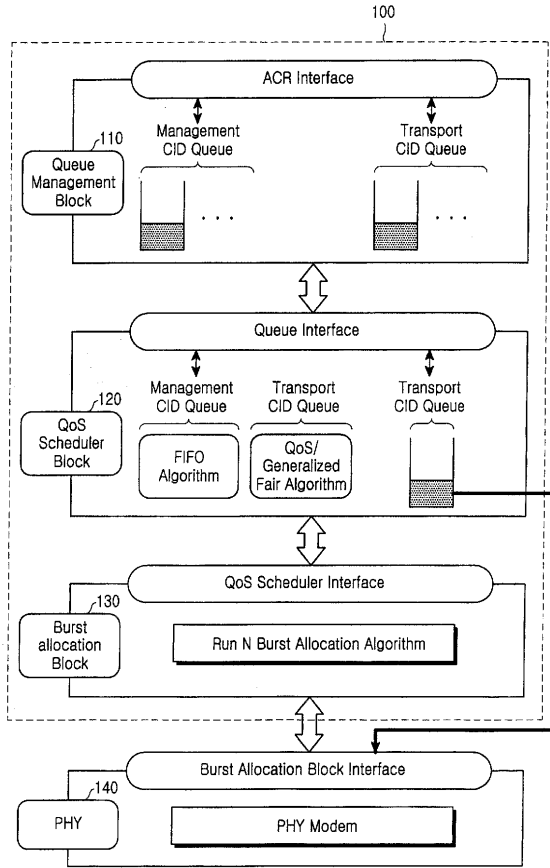 100
ACR Interface
110
Queue
Management
Block
Management
CID Queue
Transport
CID Queue
. . .
. . .
Queue Interface
120
QoS
Scheduler
Block
Management
CID Queue
Transport
CID Queue
Transport
CID Queue
FIFO
Algorithm
QoS/
Generalized
Fair Algorithm
QoS Scheduler Interface
130
Burst
allocation
Block
Run N Burst Allocation Algorithm
Burst Allocation Block Interface
140
PHY
PHY Modem